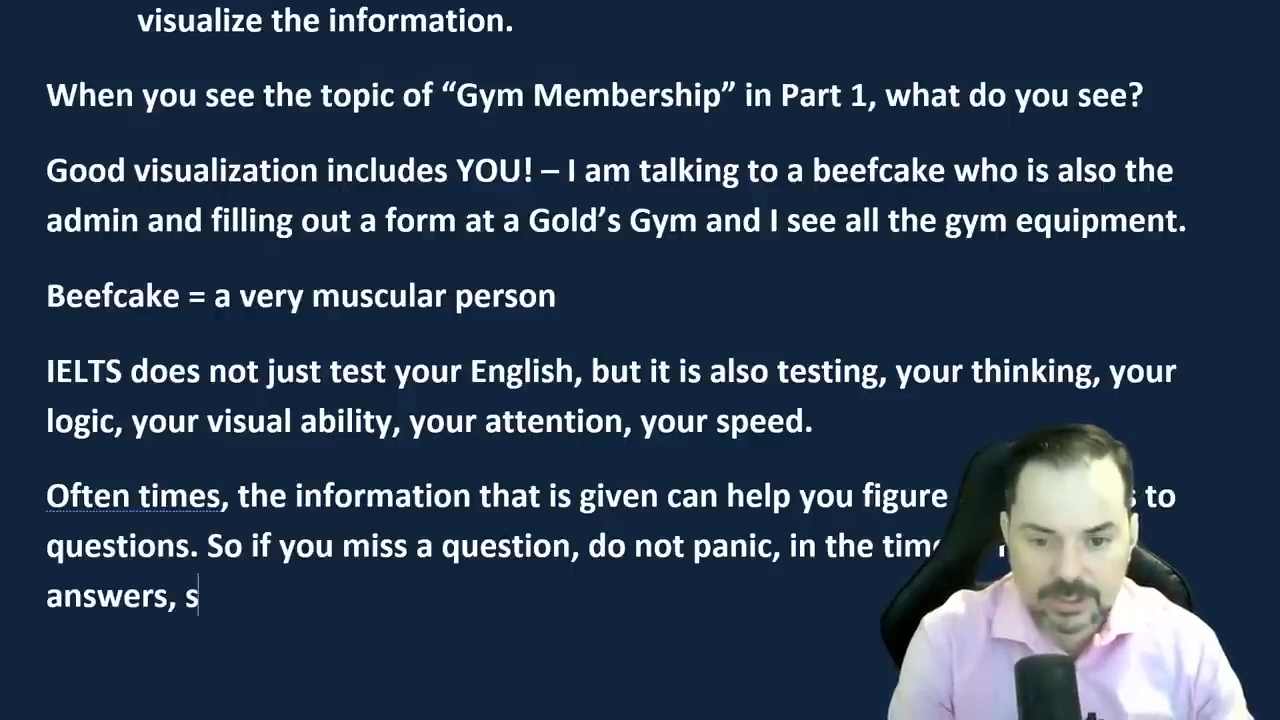 visualize the information.
When you see the topic of “Gym Membership” in Part 1, what do you see?
Good visualization includes YOU! – I am talking to a beefcake who is also the
admin and filling out a form at a Gold’s Gym and I see all the gym equipment.
Beefcake = a very muscular person
IELTS does not just test your English, but it is also testing, your thinking, your
logic, your visual ability, your attention, your speed.
Often times, the information that is given can help you figure to
questions. So if you miss a question, do not panic, in the
answers, s